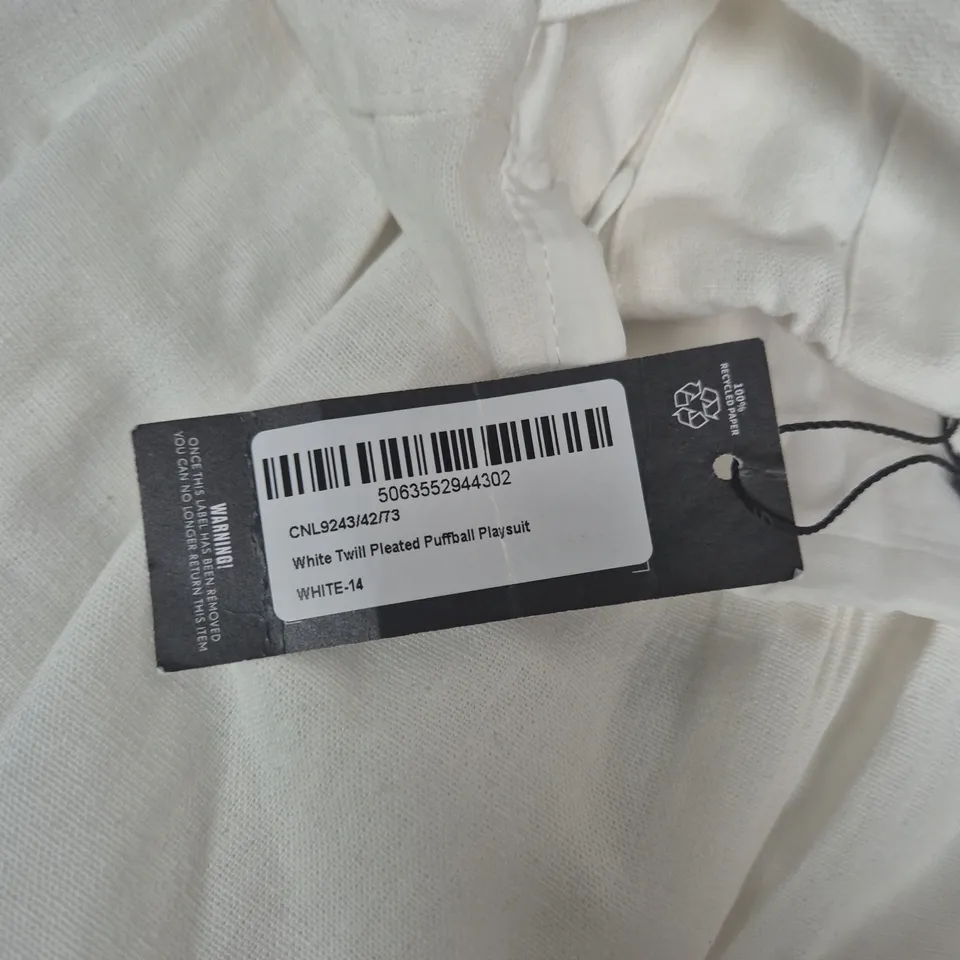 5063552944302
CNL9243/42/73
White Twill Pleated Puffball Playsuit
WHITE-14
WARNING!
ONCE THIS LABEL HAS BEEN REMOVED
YOU CAN NO LONGER RETURN THIS ITEM
100%
RECYCLED PAPER